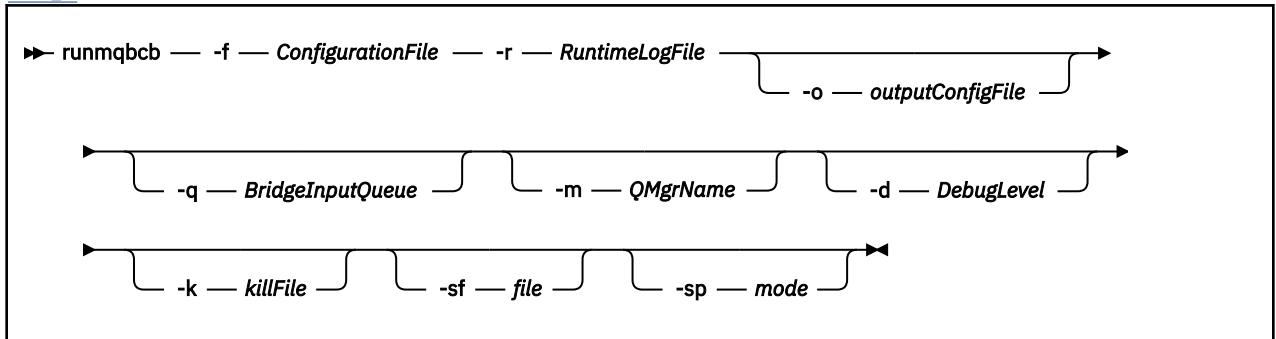 runmqbcb -f ConfigurationFile -r RuntimeLogFile
-o outputConfigFile
-q BridgeInputQueue -m QMgrName -d DebugLevel
-k killFile -sf file -sp mode